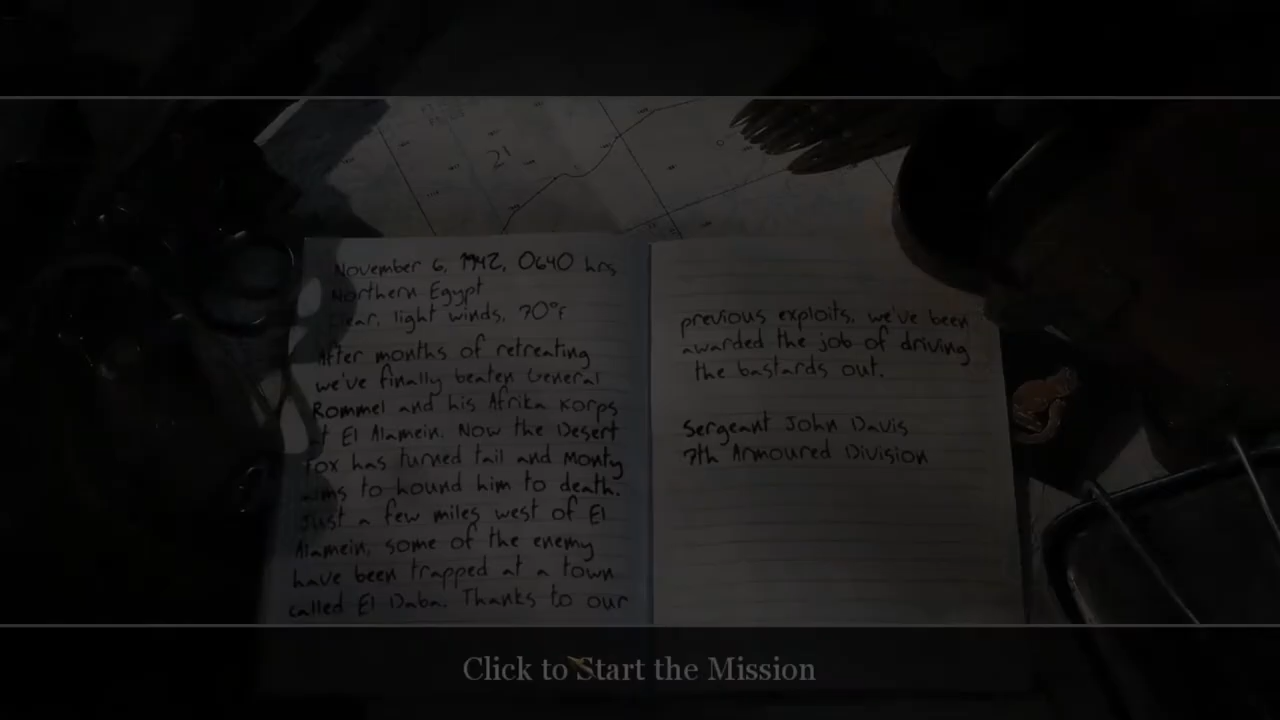 21
November 6, 1942, 0640 hrs
Northern Egypt
Clear, light winds, 70°F
After months of retreating
we've finally beaten General
Rommel and his Afrika Korps
at El Alamein. Now the Desert
Fox has turned tail and Monty
aims to hound him to death.
Just a few miles west of El
Alamein, some of the enemy
have been trapped at a town
called El Daba. Thanks to our
previous exploits, we've been
awarded the job of driving
the bastards out.
Sergeant John Davis
7th Armoured Division
Click to Start the Mission